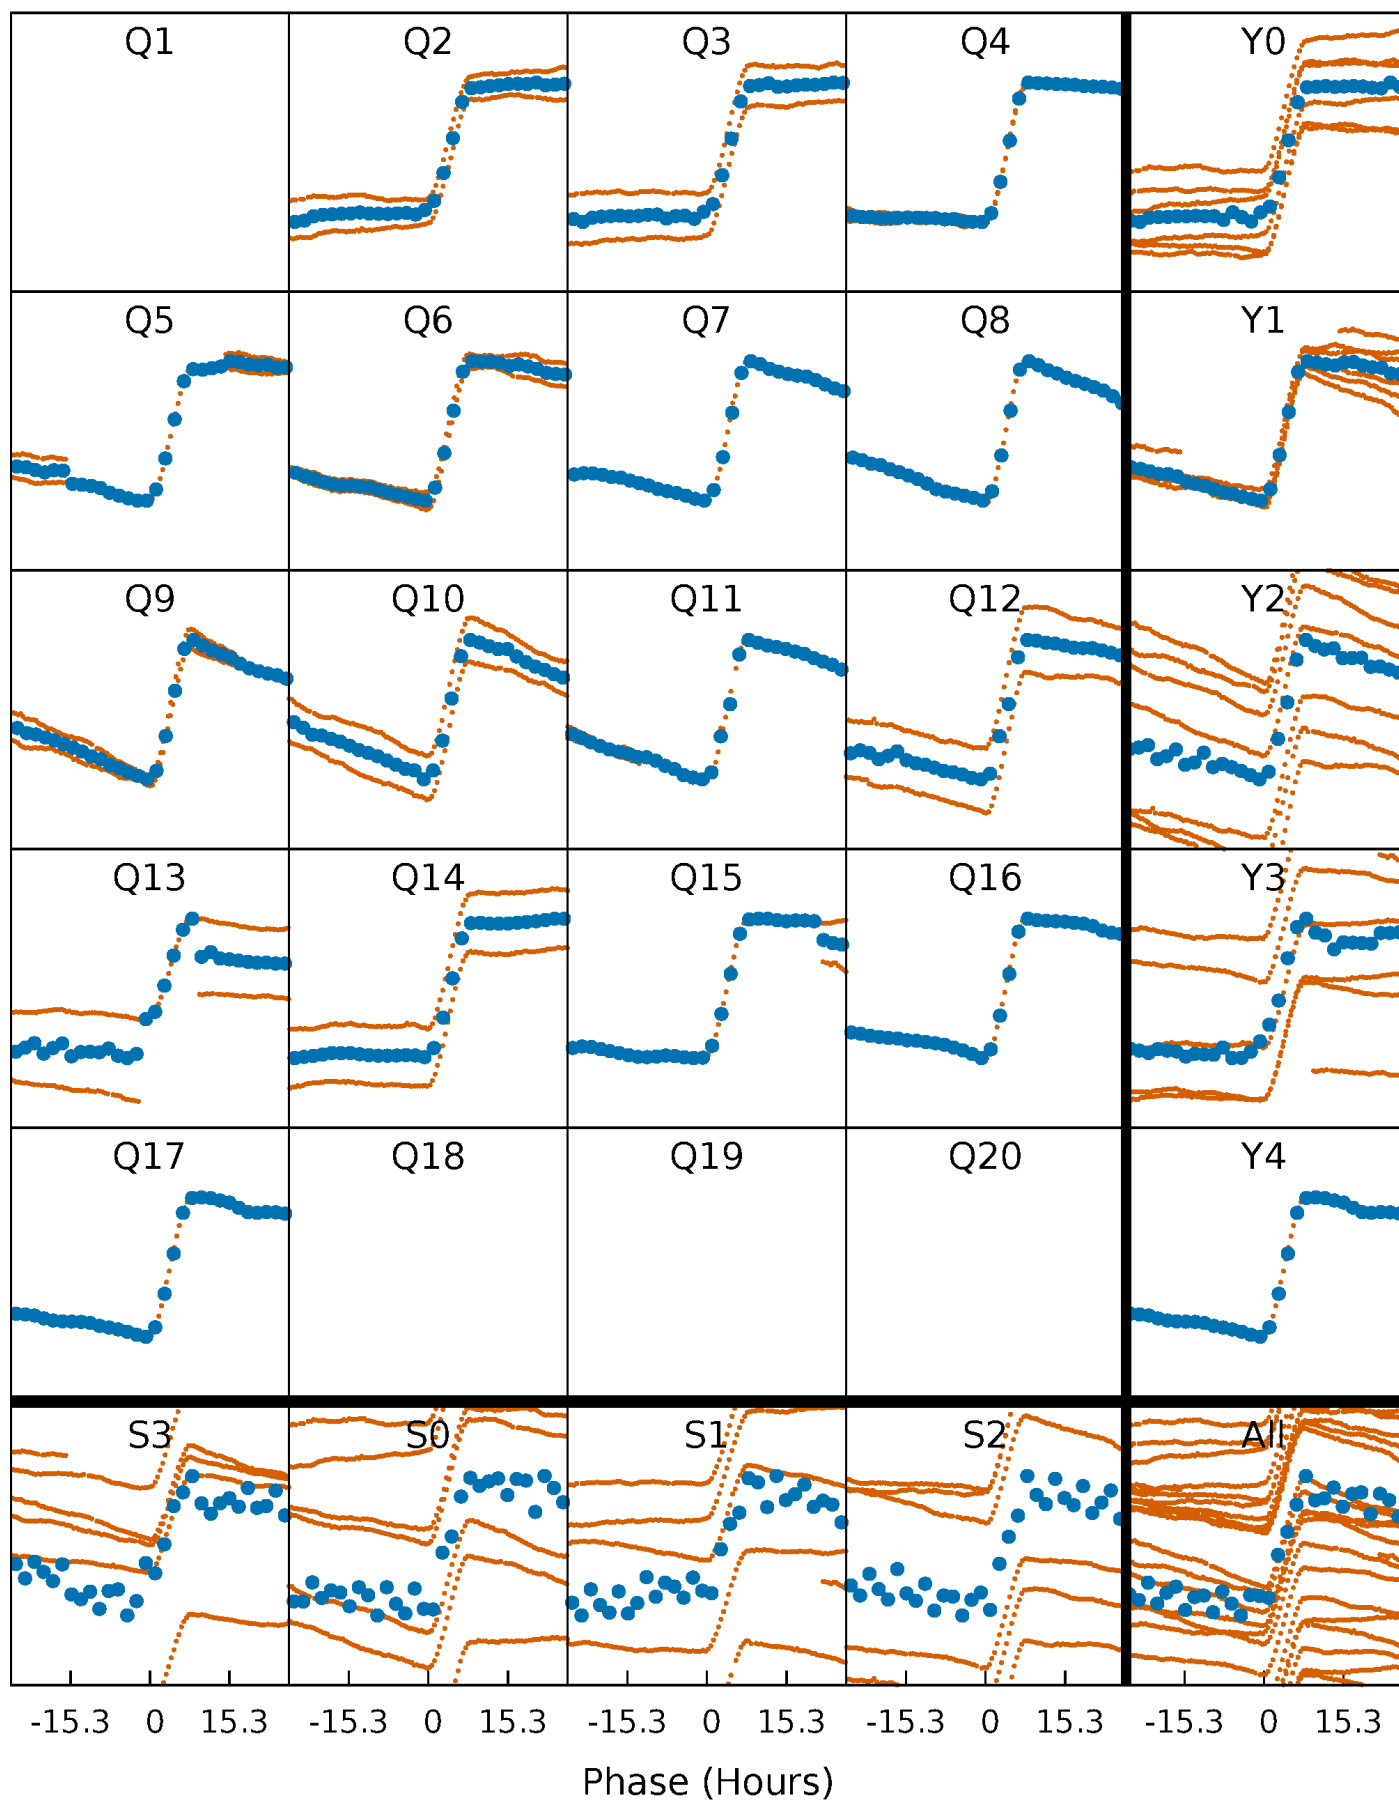 Q1 Q2 Q3 Q4 Y0
Q5 Q6 Q7 Q8 Y1
Q9 Q10 Q11 Q12 Y2
Q13 Q14 Q15 Q16 Y3
Q17 Q18 Q19 Q20 Y4
S3 S0 S1 S2 All
-15.3 0 15.3 -15.3 0 15.3 -15.3 0 15.3 -15.3 0 15.3 -15.3 0 15.3
Phase (Hours)